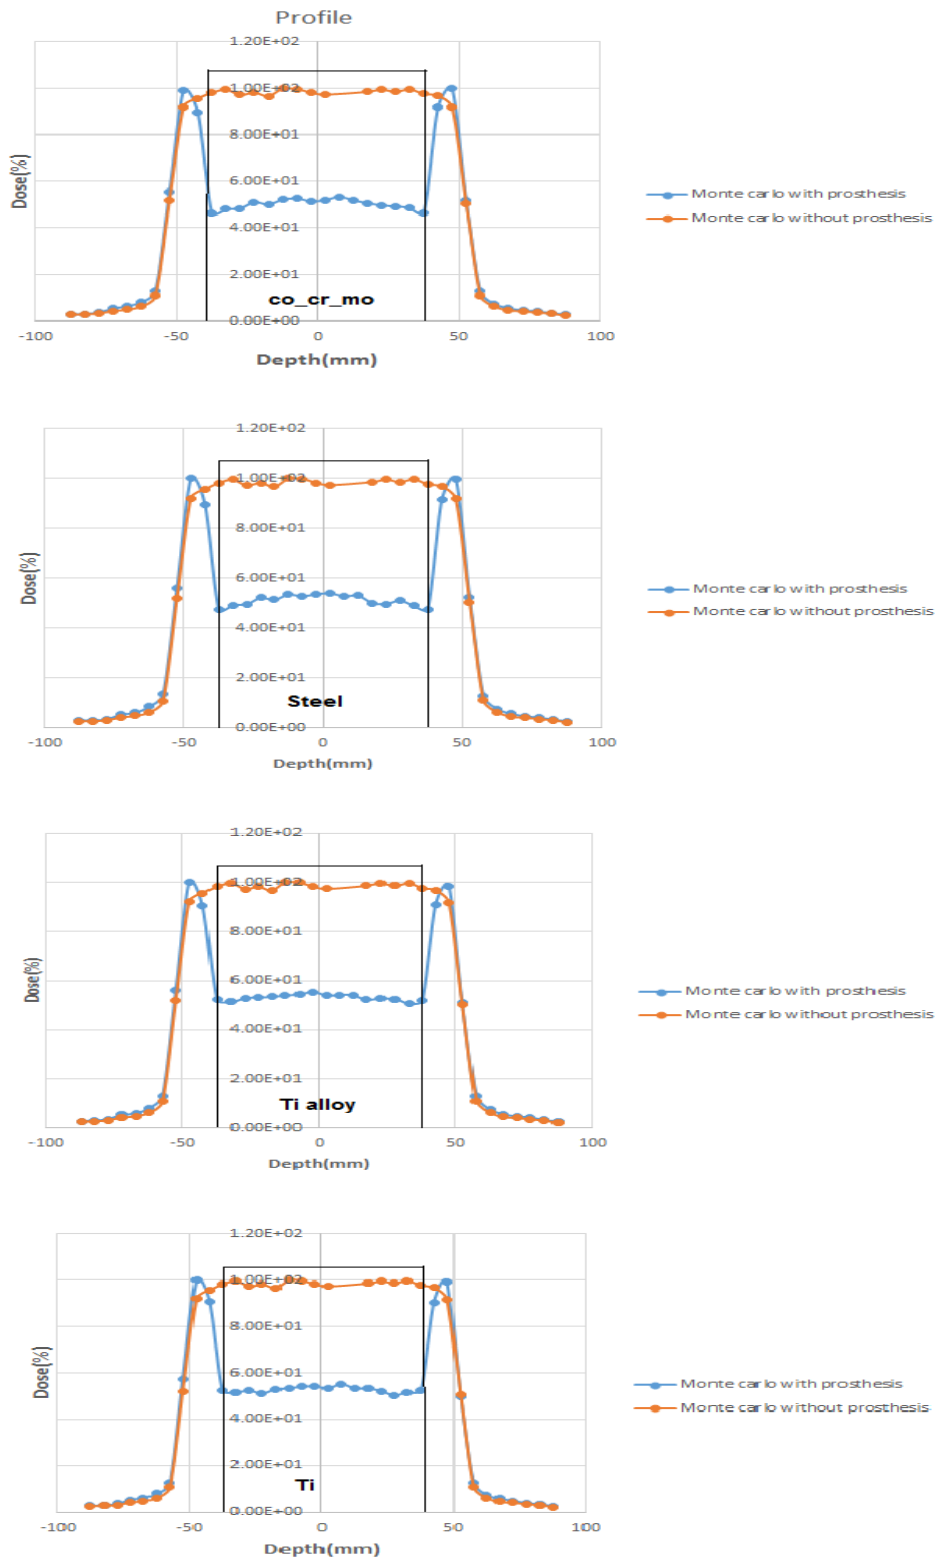 Profile
1.20E+02
1.00E+02
8.00E+01
6.00E+01
4.00E+01
2.00E+01
0.00E+00
Dose(%)
co_cr_mo
-100
-50
0
50
100
Depth(mm)
Monte carlo with prosthesis
Monte carlo without prosthesis
1.20E+02
1.00E+02
8.00E+01
6.00E+01
4.00E+01
2.00E+01
0.00E+00
Dose(%)
Steel
-100
-50
0
50
100
Depth(mm)
Monte carlo with prosthesis
Monte carlo without prosthesis
1.20E+02
1.00E+02
8.00E+01
6.00E+01
4.00E+01
2.00E+01
0.00E+00
Dose(%)
Ti alloy
-100
-50
0
50
100
Depth(mm)
Monte carlo with prosthesis
Monte carlo without prosthesis
1.20E+02
1.00E+02
8.00E+01
6.00E+01
4.00E+01
2.00E+01
0.00E+00
Dose(%)
Ti
-100
-50
0
50
100
Depth(mm)
Monte carlo with prosthesis
Monte carlo without prosthesis